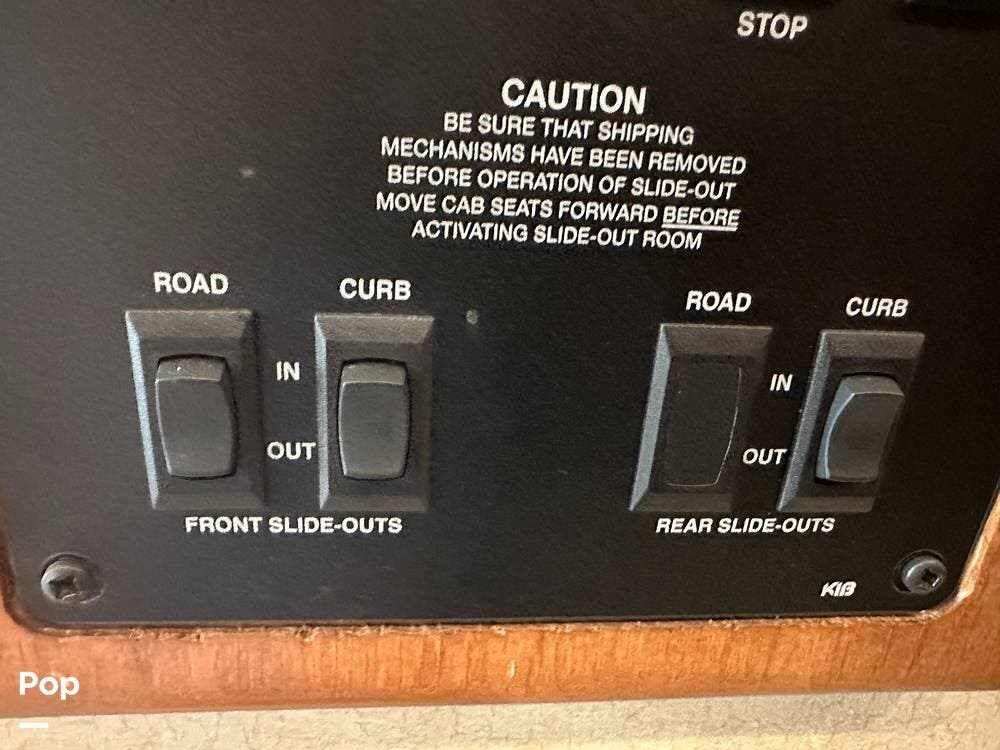 STOP
CAUTION
BE SURE THAT SHIPPING
MECHANISMS HAVE BEEN REMOVED
BEFORE OPERATION OF SLIDE-OUT
MOVE CAB SEATS FORWARD BEFORE
ACTIVATING SLIDE-OUT ROOM
ROAD CURB ROAD CURB
IN IN
OUT OUT
FRONT SLIDE-OUTS REAR SLIDE-OUTS
KIB
Pop